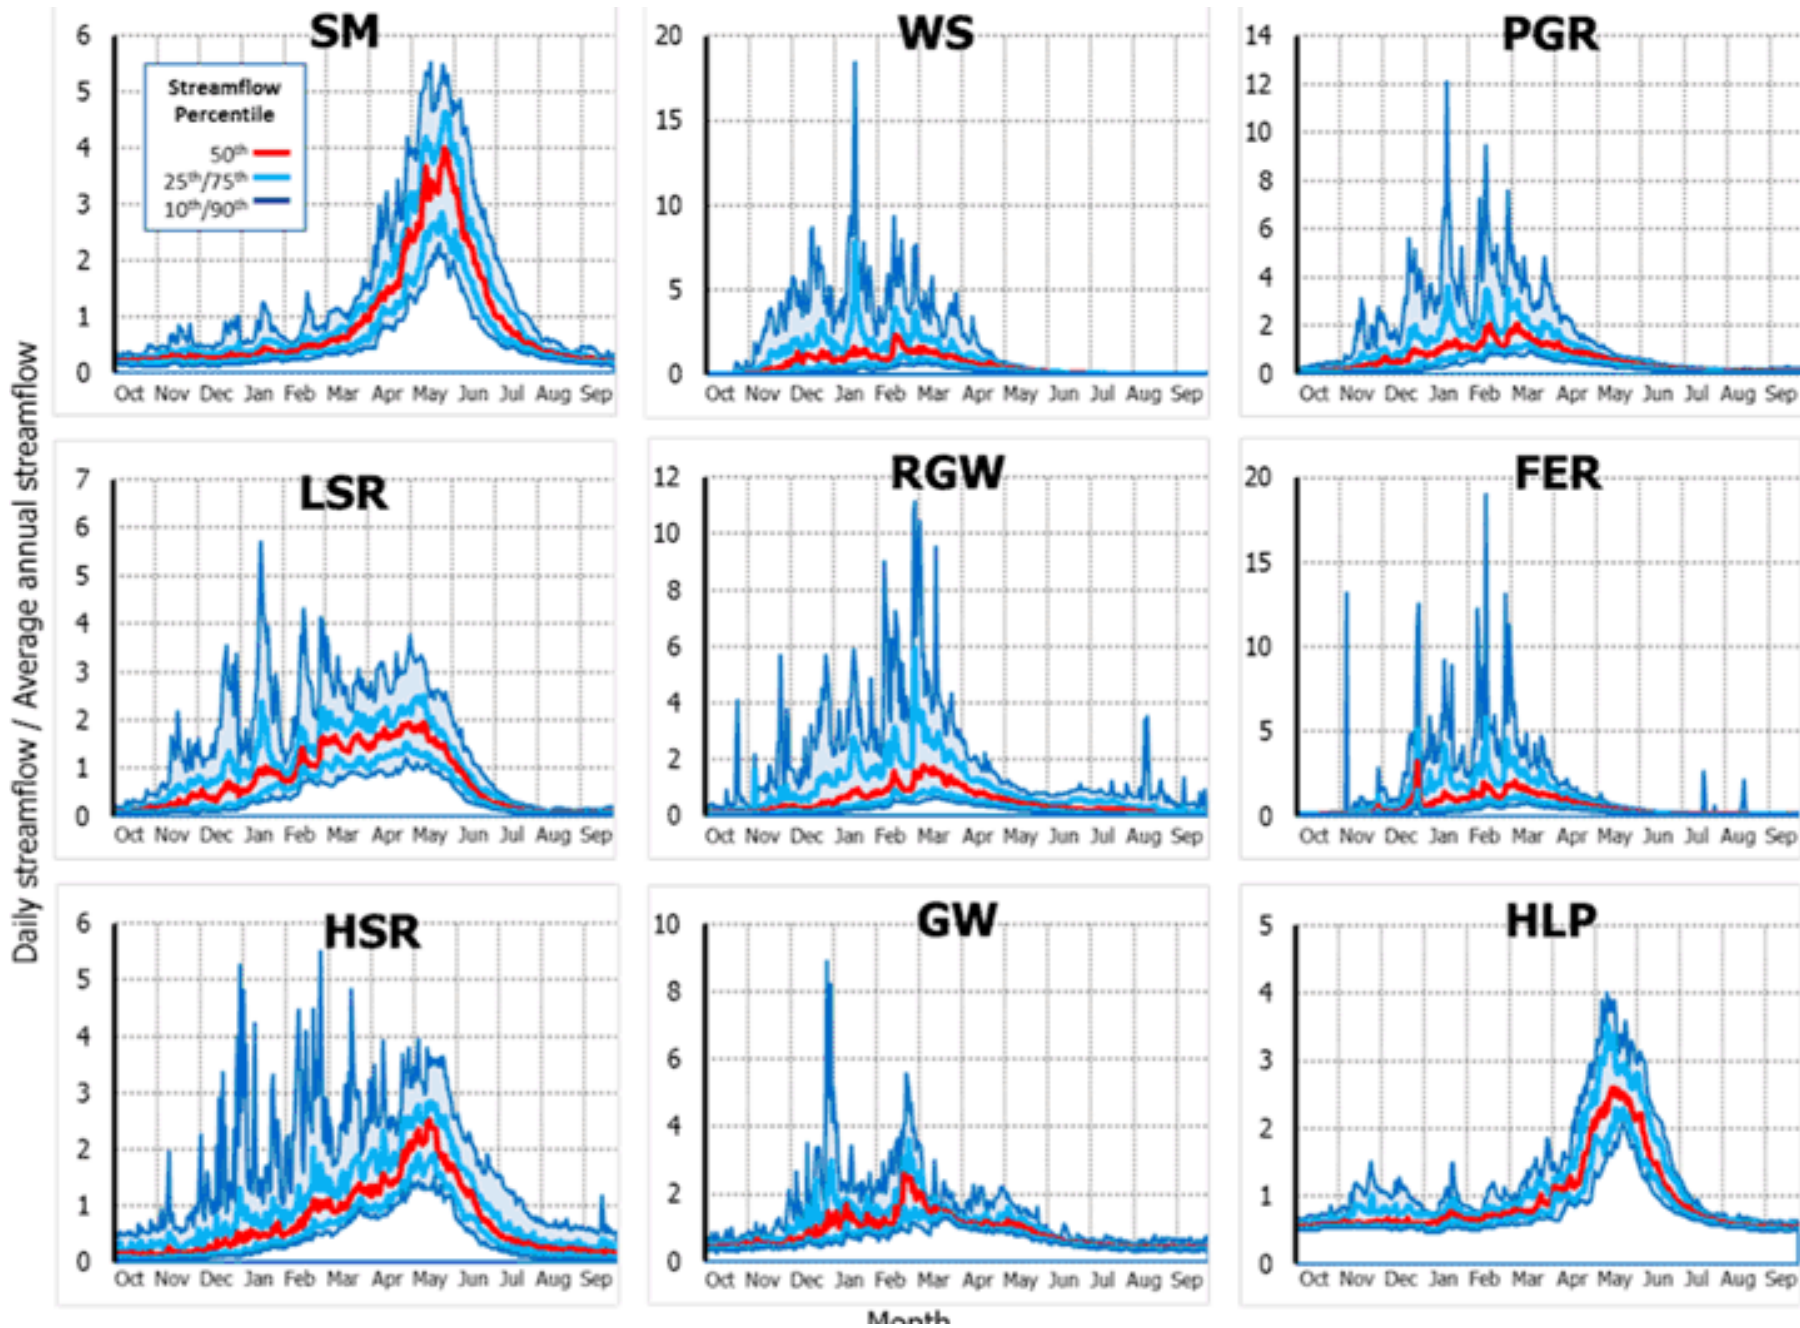 Daily streamflow / Average annual streamflow
SM
6
5
4
3
2
1
0
Streamflow
Percentile
50th
25th/75th
10th/90th
Oct Nov Dec Jan Feb Mar Apr May Jun Jul Aug Sep
WS
20
15
10
5
0
Oct Nov Dec Jan Feb Mar Apr May Jun Jul Aug Sep
PGR
14
12
10
8
6
4
2
0
Oct Nov Dec Jan Feb Mar Apr May Jun Jul Aug Sep
LSR
7
6
5
4
3
2
1
0
Oct Nov Dec Jan Feb Mar Apr May Jun Jul Aug Sep
RGW
12
10
8
6
4
2
0
Oct Nov Dec Jan Feb Mar Apr May Jun Jul Aug Sep
FER
20
15
10
5
0
Oct Nov Dec Jan Feb Mar Apr May Jun Jul Aug Sep
HSR
6
5
4
3
2
1
0
Oct Nov Dec Jan Feb Mar Apr May Jun Jul Aug Sep
GW
10
8
6
4
2
0
Oct Nov Dec Jan Feb Mar Apr May Jun Jul Aug Sep
HLP
5
4
3
2
1
0
Oct Nov Dec Jan Feb Mar Apr May Jun Jul Aug Sep
Month